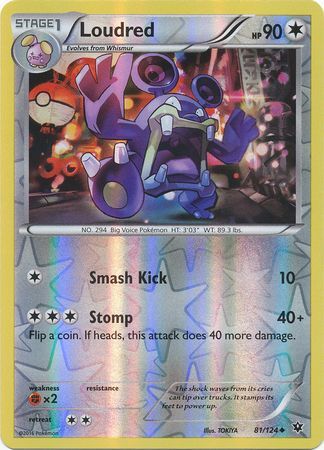 STAGE1
Loudred
HP 90
Evolves from Whismur
NO. 294 Big Voice Pokémon HT: 3'03" WT: 89.3 lbs.
Smash Kick 10
Stomp 40+
Flip a coin. If heads, this attack does 40 more damage.
weakness
resistance
×2
The shock waves from its cries
can tip over trucks. It stamps its
feet to power up.
retreat
©2016 Pokémon
Illus. TOKIYA
81/124